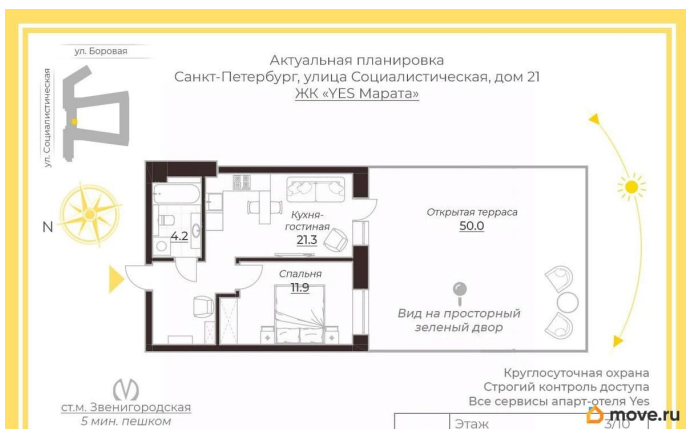 ул. Боровая
ул. Социалистическая
Актуальная планировка
Санкт-Петербург, улица Социалистическая, дом 21
ЖК «YES Марата»
N
4.2
Кухня-
гостиная
21.3
Спальня
11.9
Открытая терраса
50.0
Вид на просторный
зеленый двор
ст.м. Звенигородская
5 мин. пешком
Круглосуточная охрана
Строгий контроль доступа
Все сервисы апарт-отеля Yes
Этаж 3/10
move.ru